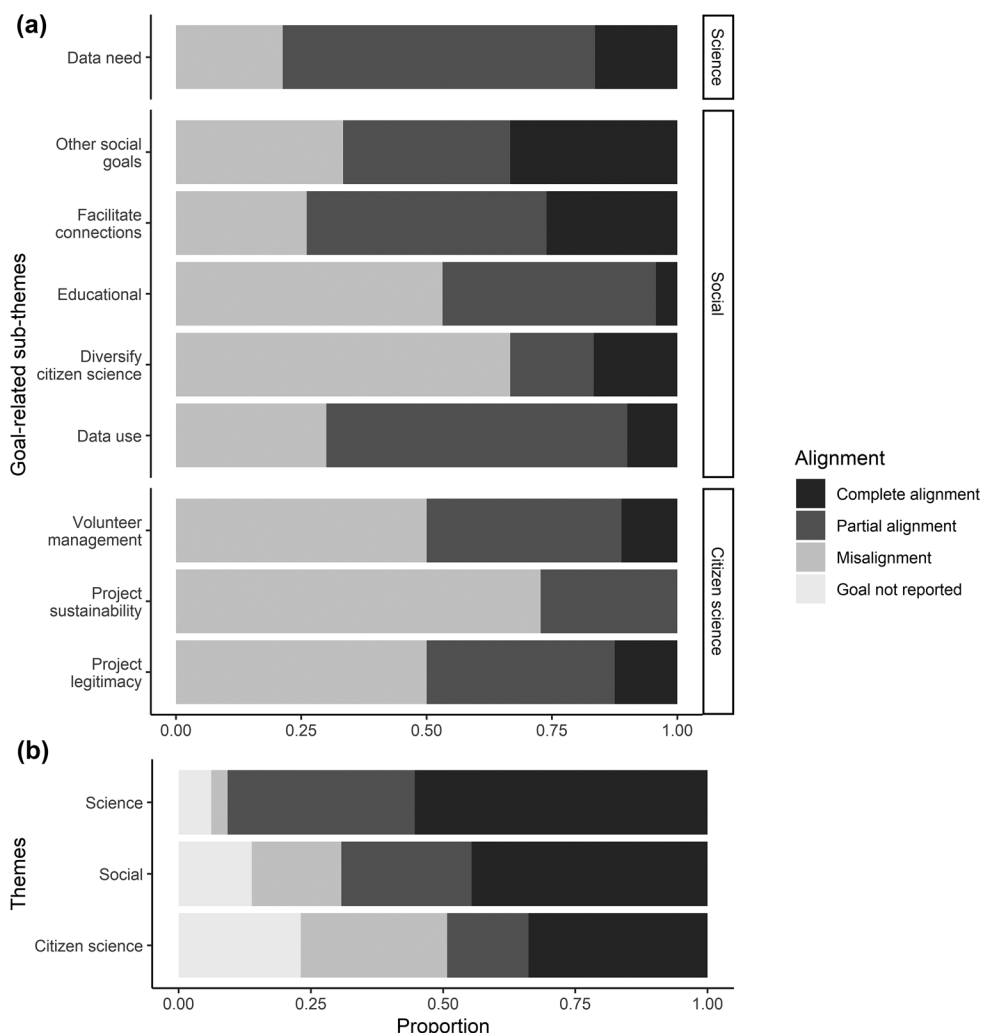 (a)
Goal-related sub-themes
Data need
Science
Other social
goals
Facilitate
connections
Educational
Diversify
citizen science
Data use
Social
Volunteer
management
Project
sustainability
Project
legitimacy
Citizen science
0.00 0.25 0.50 0.75 1.00
Alignment
Complete alignment
Partial alignment
Misalignment
Goal not reported
(b)
Themes
Science
Social
Citizen science
0.00 0.25 0.50 0.75 1.00
Proportion